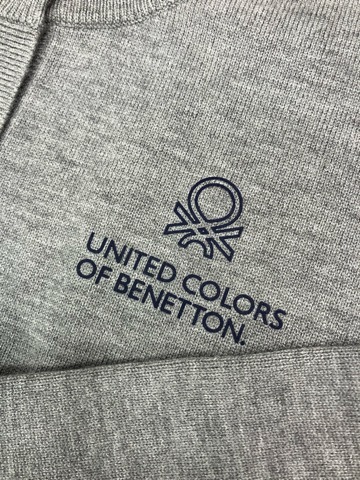 UNITED COLORS
OF BENETTON.